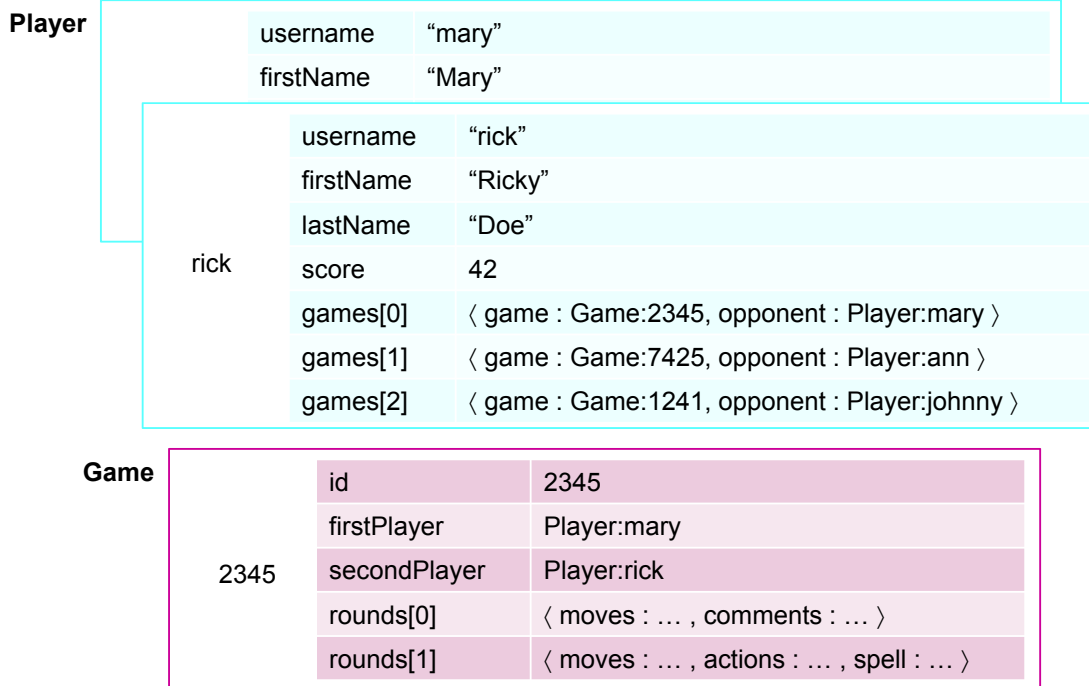 Player
username “mary”
firstName “Mary”
rick
username “rick”
firstName “Ricky”
lastName “Doe”
score 42
games[0] 〈 game : Game:2345, opponent : Player:mary 〉
games[1] 〈 game : Game:7425, opponent : Player:ann 〉
games[2] 〈 game : Game:1241, opponent : Player:johnny 〉
Game
2345
id 2345
firstPlayer Player:mary
secondPlayer Player:rick
rounds[0] 〈 moves : … , comments : … 〉
rounds[1] 〈 moves : … , actions : … , spell : … 〉